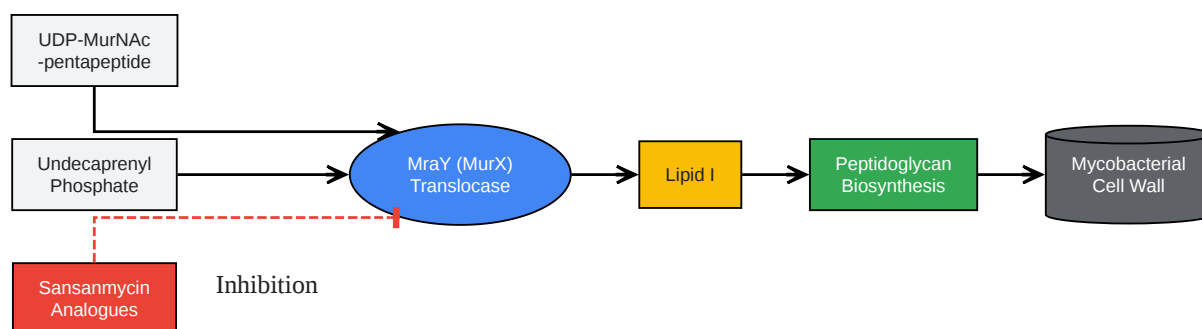 UDP-MurNAc
-pentapeptide
Undecaprenyl
Phosphate
MraY (MurX)
Translocase
Lipid I
Peptidoglycan
Biosynthesis
Mycobacterial
Cell Wall
Sansanmycin
Analogues
Inhibition